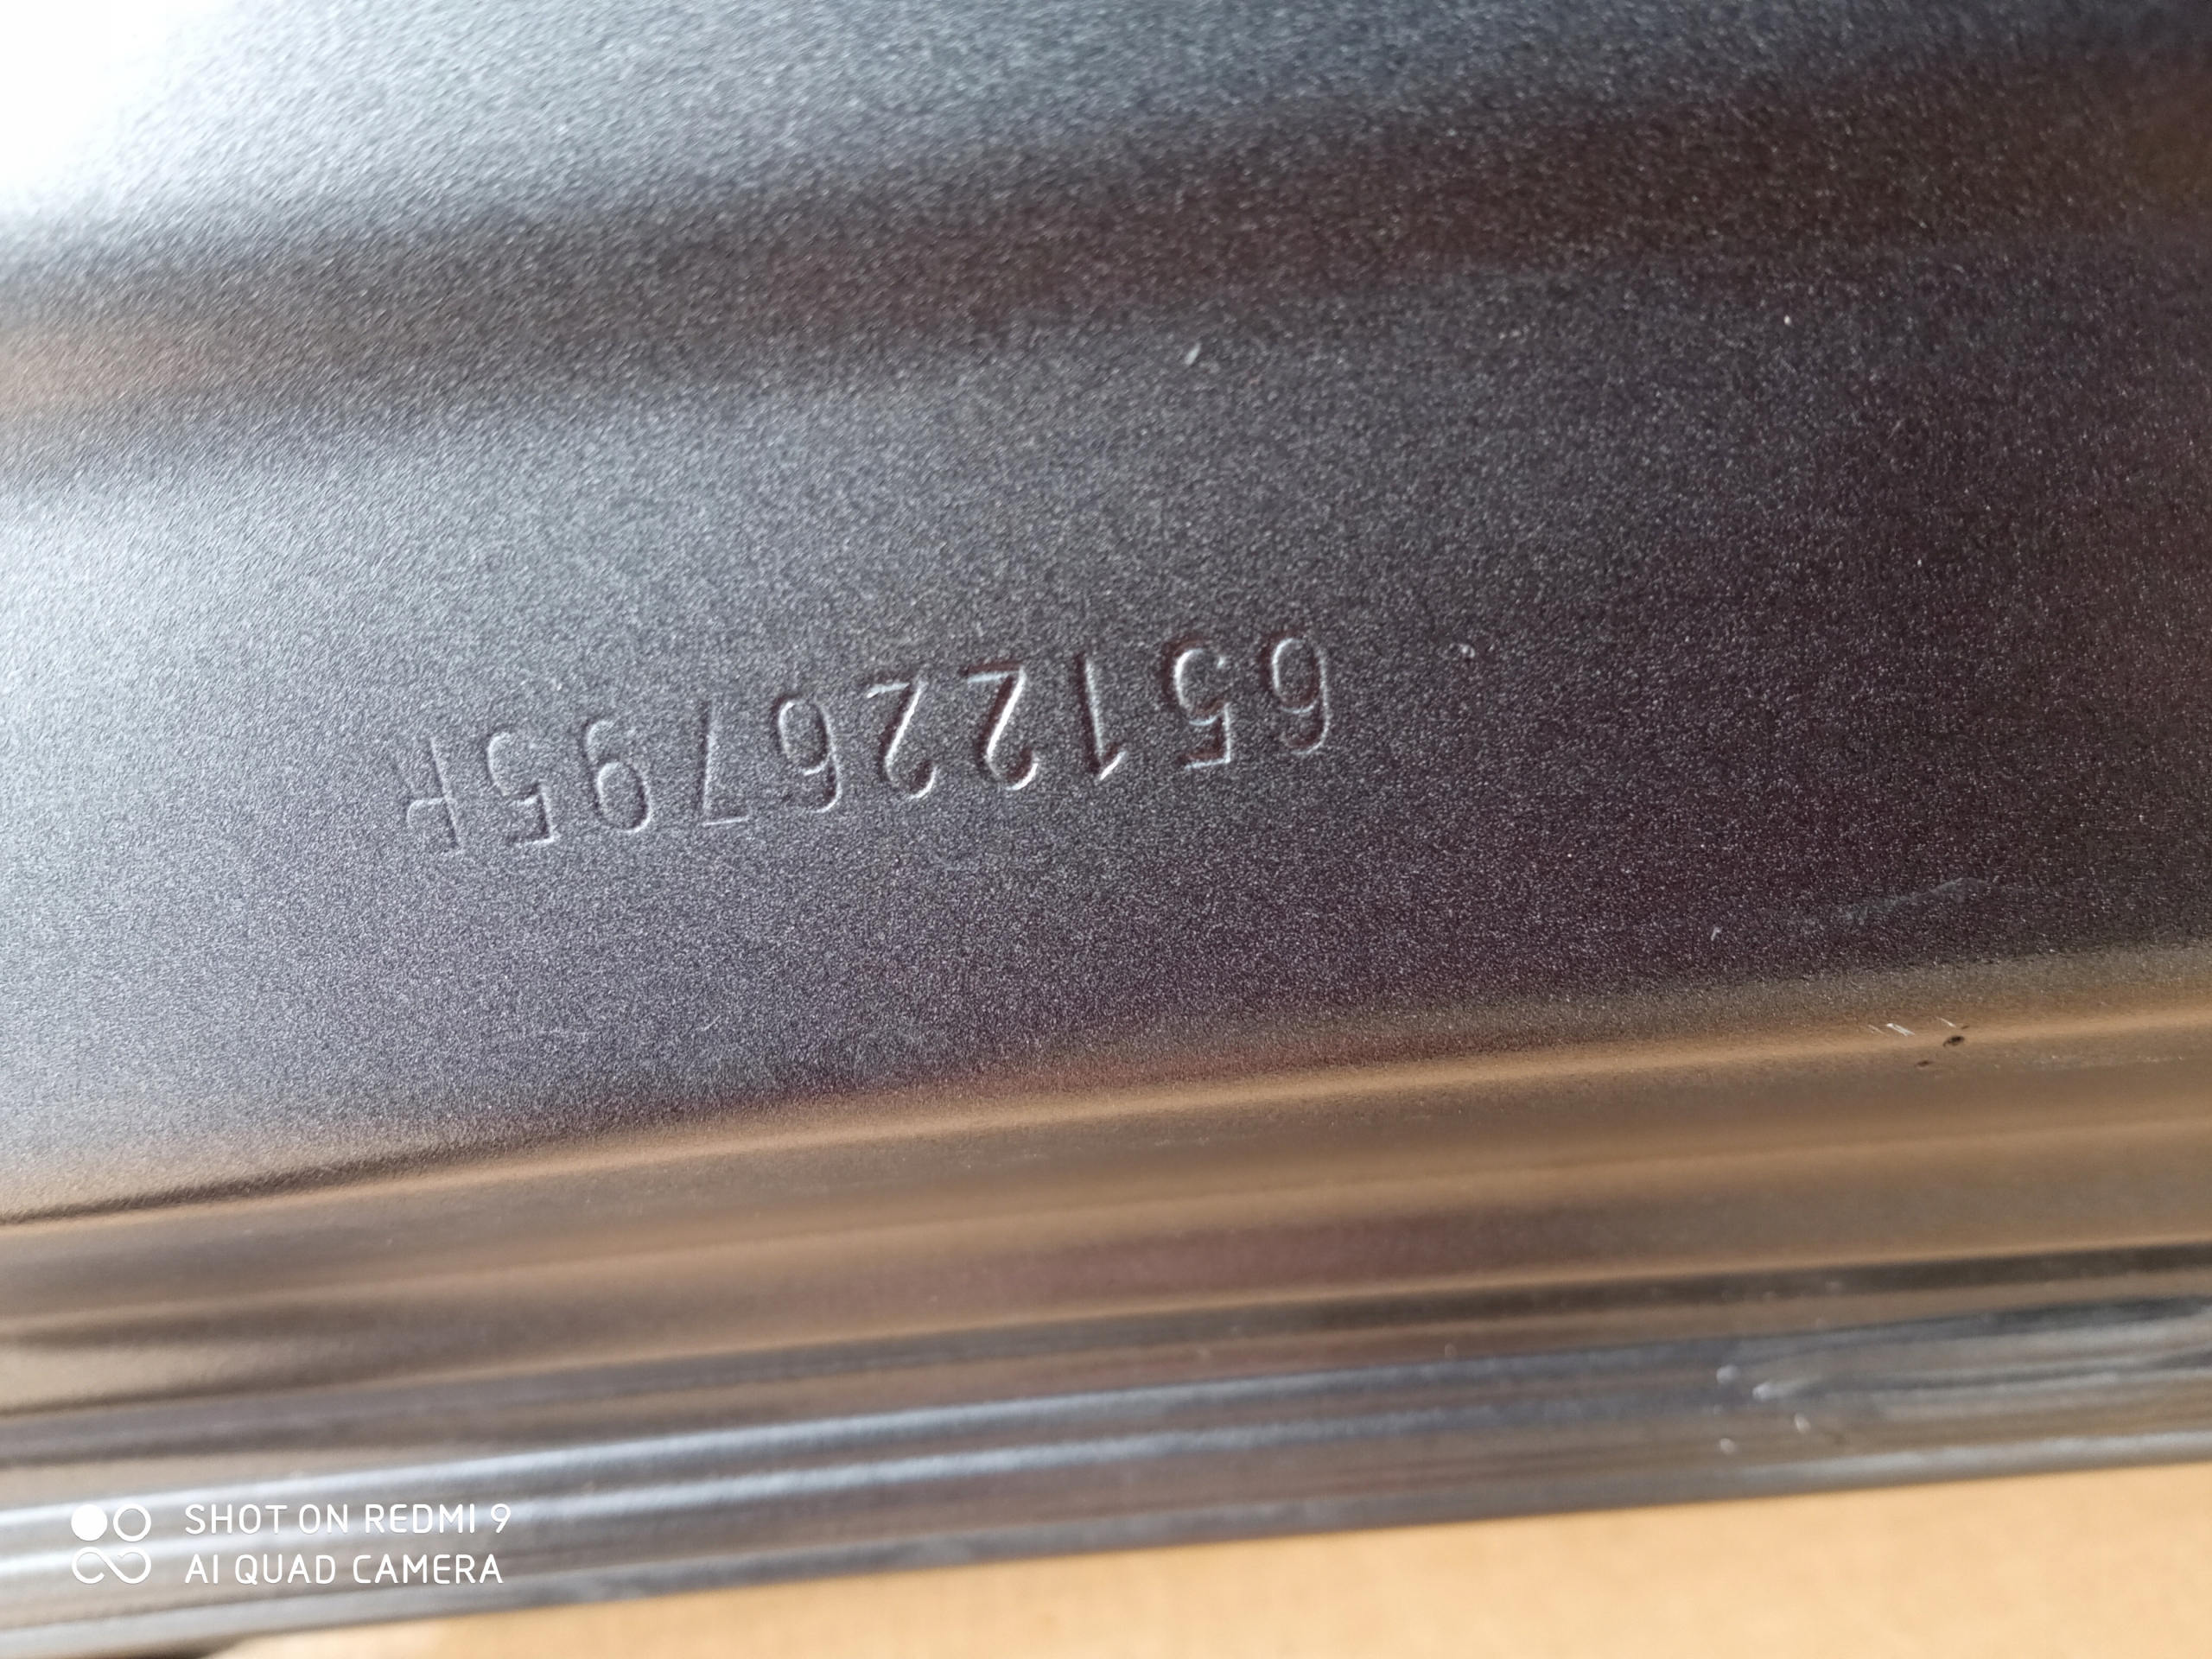 651226795R
SHOT ON REDMI 9
AI QUAD CAMERA